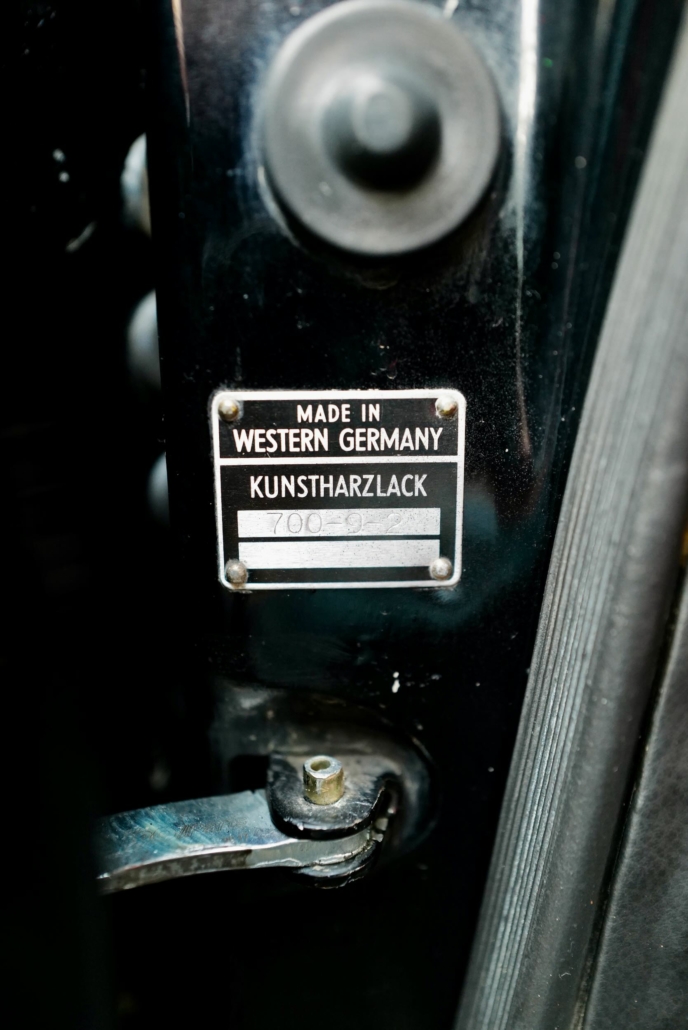 MADE IN
WESTERN GERMANY
KUNSTHARZLACK
700-9-2